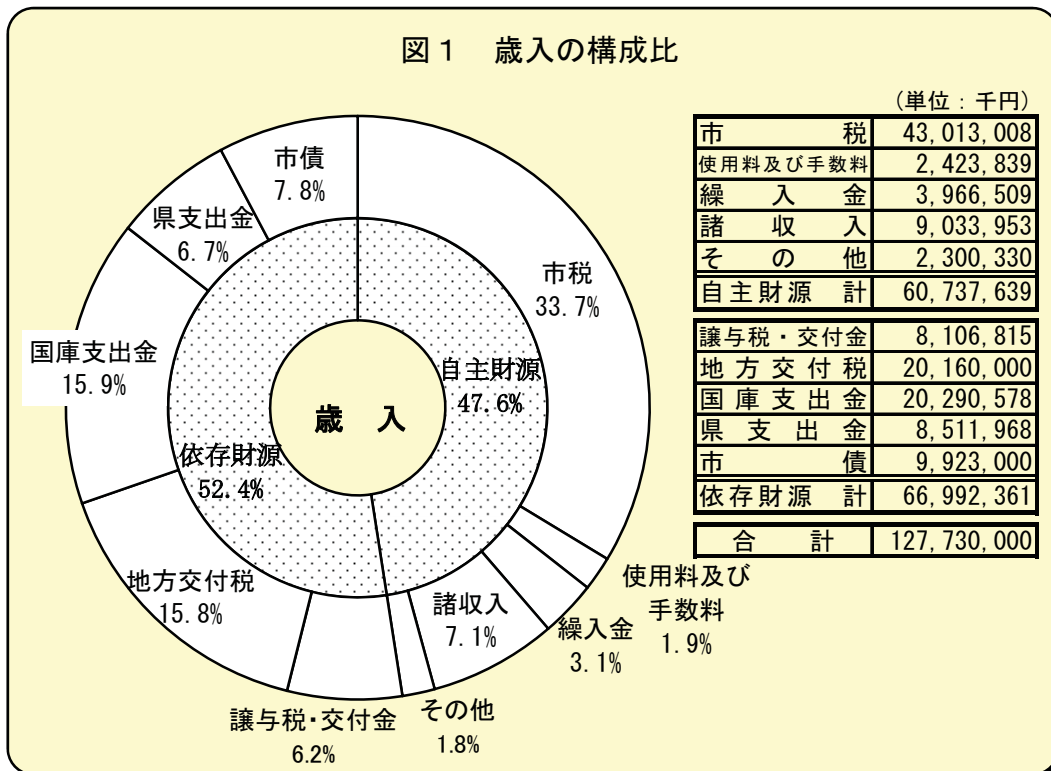 図1 歳入の構成比
(単位:千円)
市税 43,013,008
使用料及び手数料 2,423,839
繰入金 3,966,509
諸収入 9,033,953
その他 2,300,330
自主財源計 60,737,639
譲与税・交付金 8,106,815
地方交付税 20,160,000
国庫支出金 20,290,578
県支出金 8,511,968
市債 9,923,000
依存財源計 66,992,361
合計 127,730,000
市債
7.8%
県支出金
6.7%
国庫支出金
15.9%
地方交付税
15.8%
譲与税・交付金
6.2%
その他
1.8%
諸収入
7.1%
繰入金
3.1%
使用料及び
手数料
1.9%
市税
33.7%
自主財源
47.6%
依存財源
52.4%
歳入